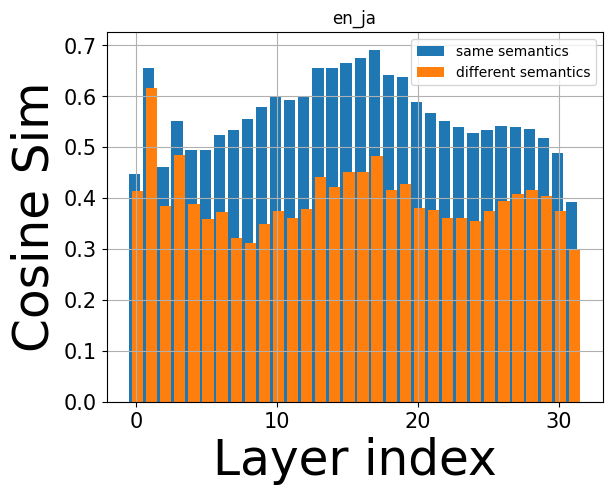 en_ja
same semantics
different semantics
Cosine Sim
0.7
0.6
0.5
0.4
0.3
0.2
0.1
0.0
0 10 20 30
Layer index